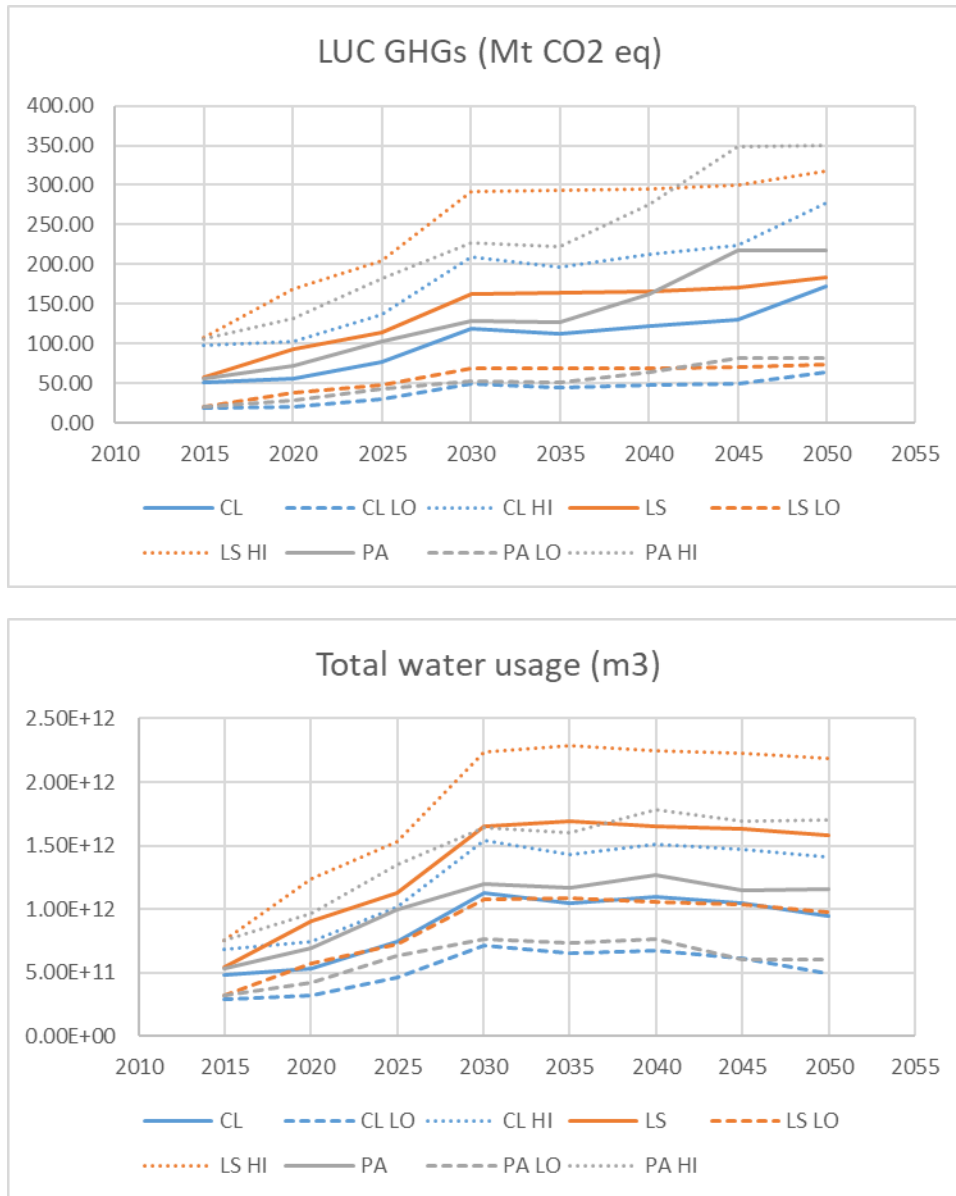 LUC GHGs (Mt CO2 eq)
400.00
350.00
300.00
250.00
200.00
150.00
100.00
50.00
0.00
2010 2015 2020 2025 2030 2035 2040 2045 2050 2055
CL CL LO CL HI LS LS LO
LS HI PA PA LO PA HI
Total water usage (m3)
2.50E+12
2.00E+12
1.50E+12
1.00E+12
5.00E+11
0.00E+00
2010 2015 2020 2025 2030 2035 2040 2045 2050 2055
CL CL LO CL HI LS LS LO
LS HI PA PA LO PA HI